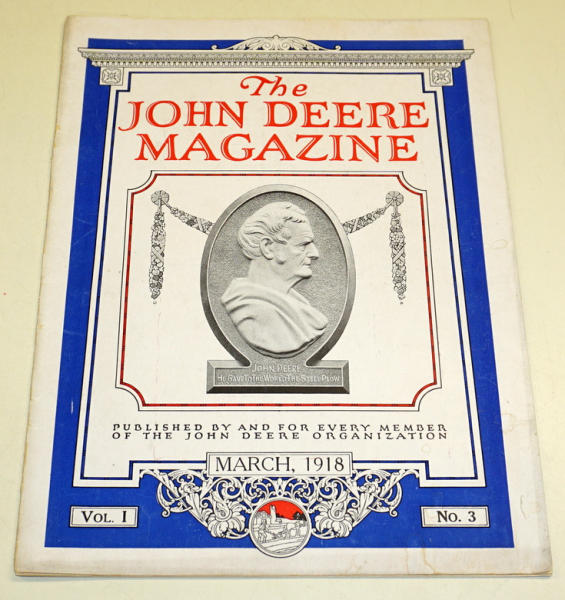 The
JOHN DEERE
MAGAZINE
JOHN DEERE
HE GAVE TO THE WORLD THE STEEL PLOW
PUBLISHED BY AND FOR EVERY MEMBER
OF THE JOHN DEERE ORGANIZATION
MARCH, 1918
VOL. I
NO. 3